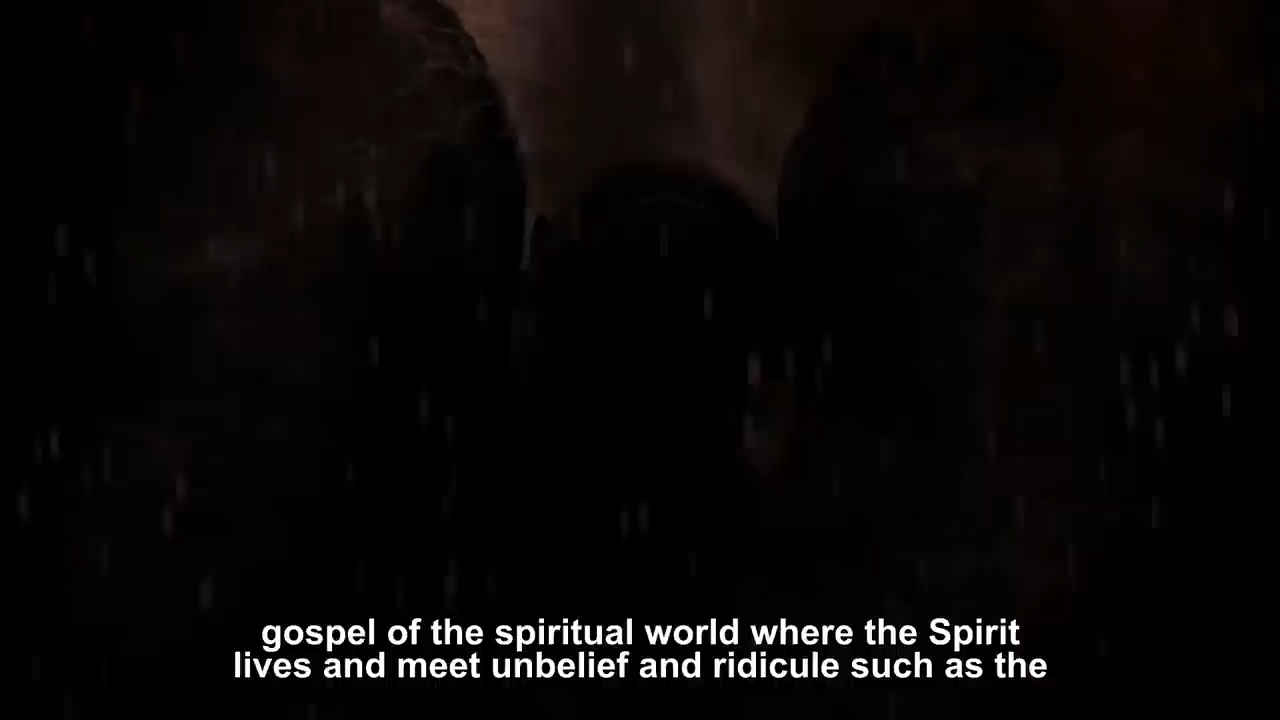 gospel of the spiritual world where the Spirit
lives and meet unbelief and ridicule such as the